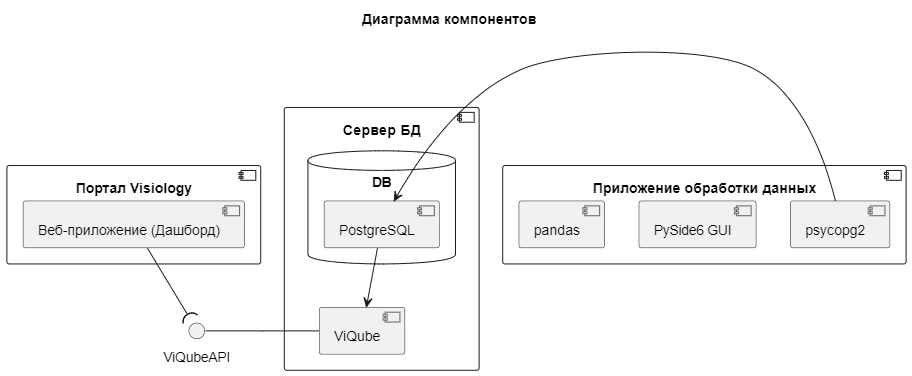 Диаграмма компонентов
Портал Visiology
Веб-приложение (Дашборд)
Сервер БД
DB
PostgreSQL
ViQube
ViQubeAPI
Приложение обработки данных
pandas
PySide6 GUI
psycopg2